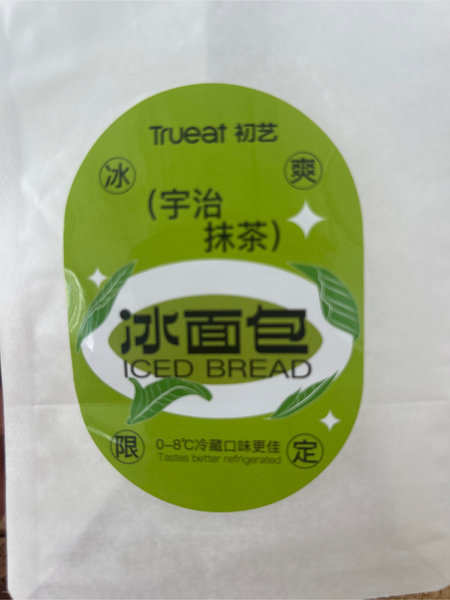 Trueat 初艺
冰 爽
(宇治
抹茶)
冰面包
ICED BREAD
限 定
0-8℃冷藏口味更佳
Tastes better refrigerated